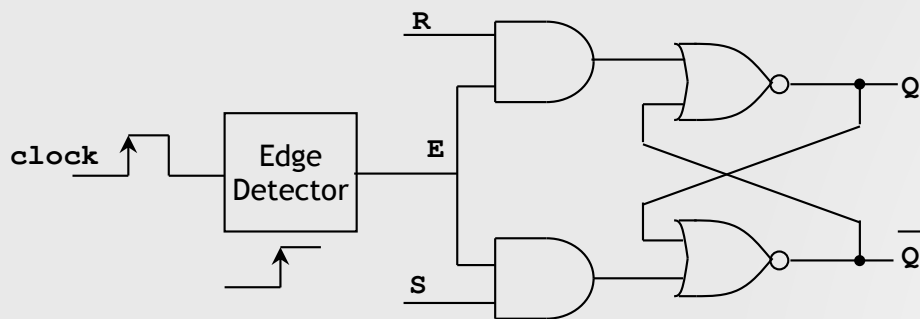 R
clock
Edge
Detector
E
S
Q
Q̅